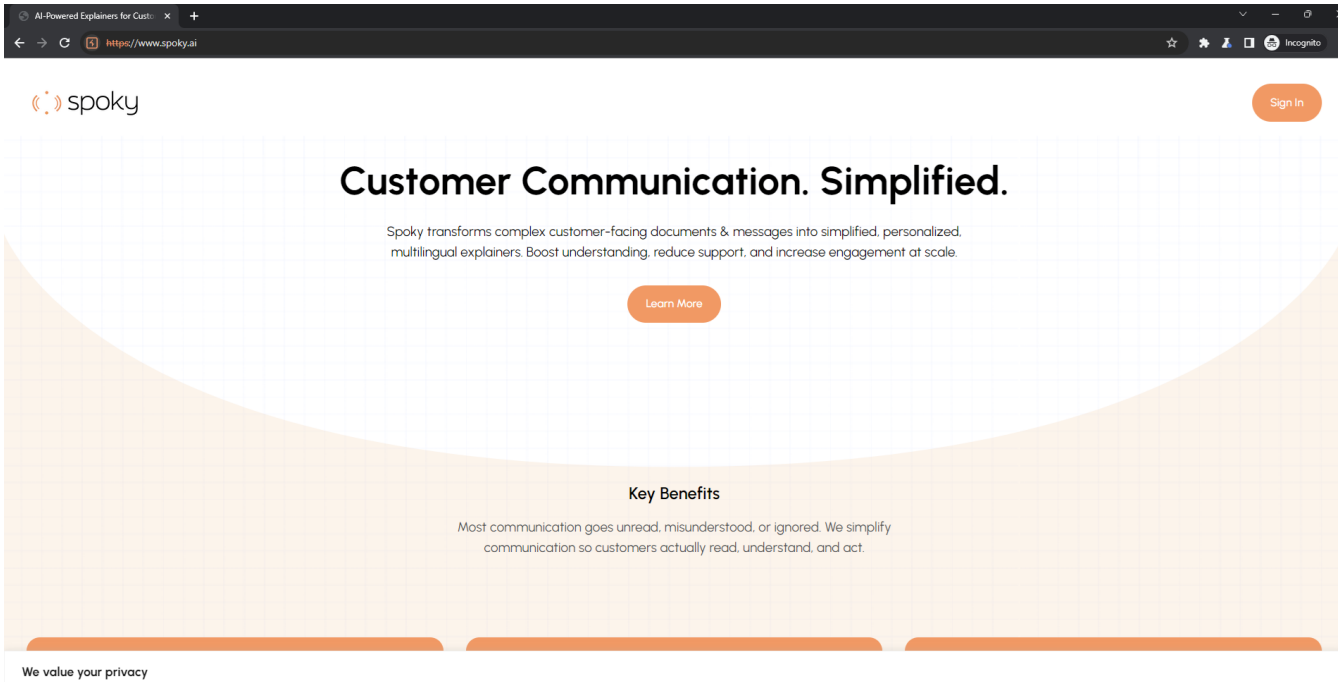 AI-Powered Explainers for Custo
https://www.spoky.ai
Incognito
spoky
Sign In
Customer Communication. Simplified.
Spoky transforms complex customer-facing documents & messages into simplified, personalized,
multilingual explainers. Boost understanding, reduce support, and increase engagement at scale.
Learn More
Key Benefits
Most communication goes unread, misunderstood, or ignored. We simplify
communication so customers actually read, understand, and act.
We value your privacy